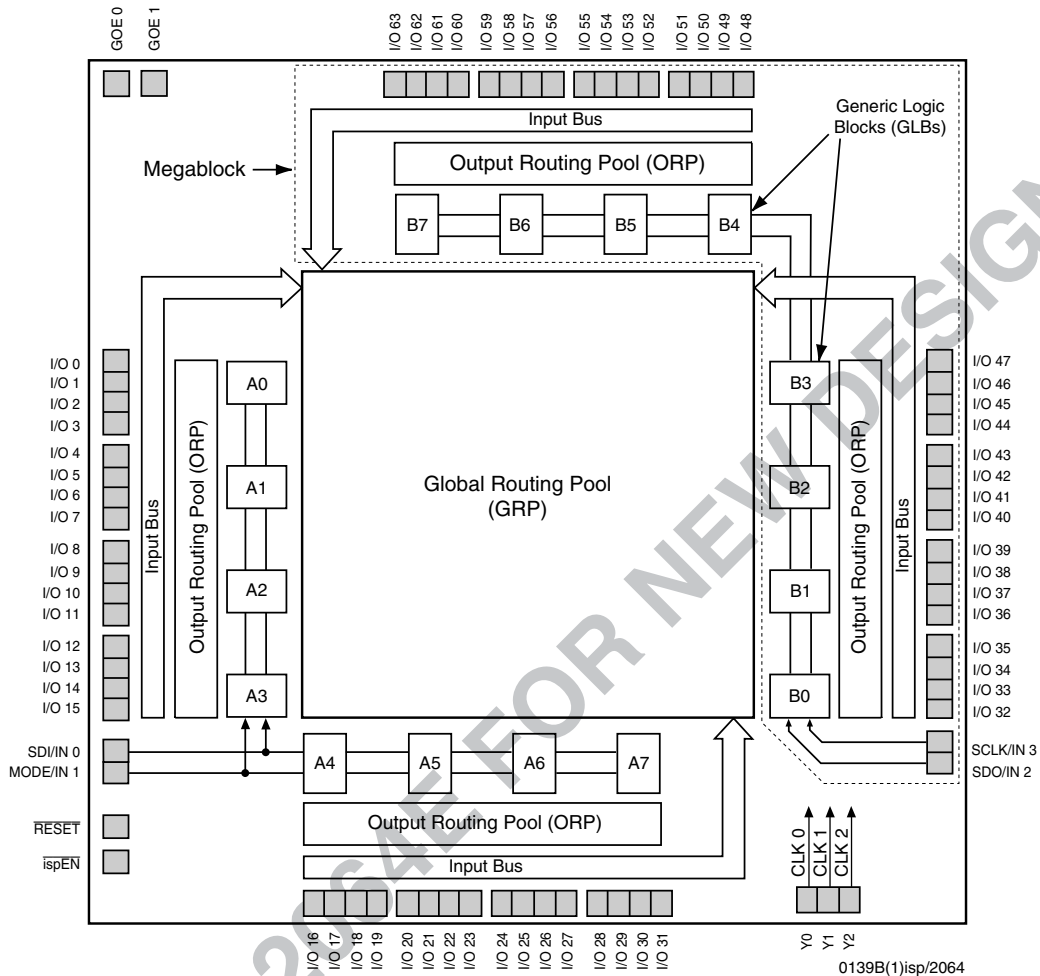 GOE 0
GOE 1
I/O 63
I/O 62
I/O 61
I/O 60
I/O 59
I/O 58
I/O 57
I/O 56
I/O 55
I/O 54
I/O 53
I/O 52
I/O 51
I/O 50
I/O 49
I/O 48
Input Bus
Generic Logic
Blocks (GLBs)
Megablock
Output Routing Pool (ORP)
B7
B6
B5
B4
I/O 0
I/O 1
I/O 2
I/O 3
I/O 4
I/O 5
I/O 6
I/O 7
I/O 8
I/O 9
I/O 10
I/O 11
I/O 12
I/O 13
I/O 14
I/O 15
Input Bus
Output Routing Pool (ORP)
A0
A1
A2
A3
Global Routing Pool
(GRP)
B3
B2
B1
B0
Output Routing Pool (ORP)
Input Bus
I/O 47
I/O 46
I/O 45
I/O 44
I/O 43
I/O 42
I/O 41
I/O 40
I/O 39
I/O 38
I/O 37
I/O 36
I/O 35
I/O 34
I/O 33
I/O 32
SDI/IN 0
MODE/IN 1
A4
A5
A6
A7
SCLK/IN 3
SDO/IN 2
RESET
ispEN
Output Routing Pool (ORP)
Input Bus
CLK 0
CLK 1
CLK 2
I/O 16
I/O 17
I/O 18
I/O 19
I/O 20
I/O 21
I/O 22
I/O 23
I/O 24
I/O 25
I/O 26
I/O 27
I/O 28
I/O 29
I/O 30
I/O 31
Y0
Y1
Y2
0139B(1)isp/2064
2064E FOR NEW DESIGN